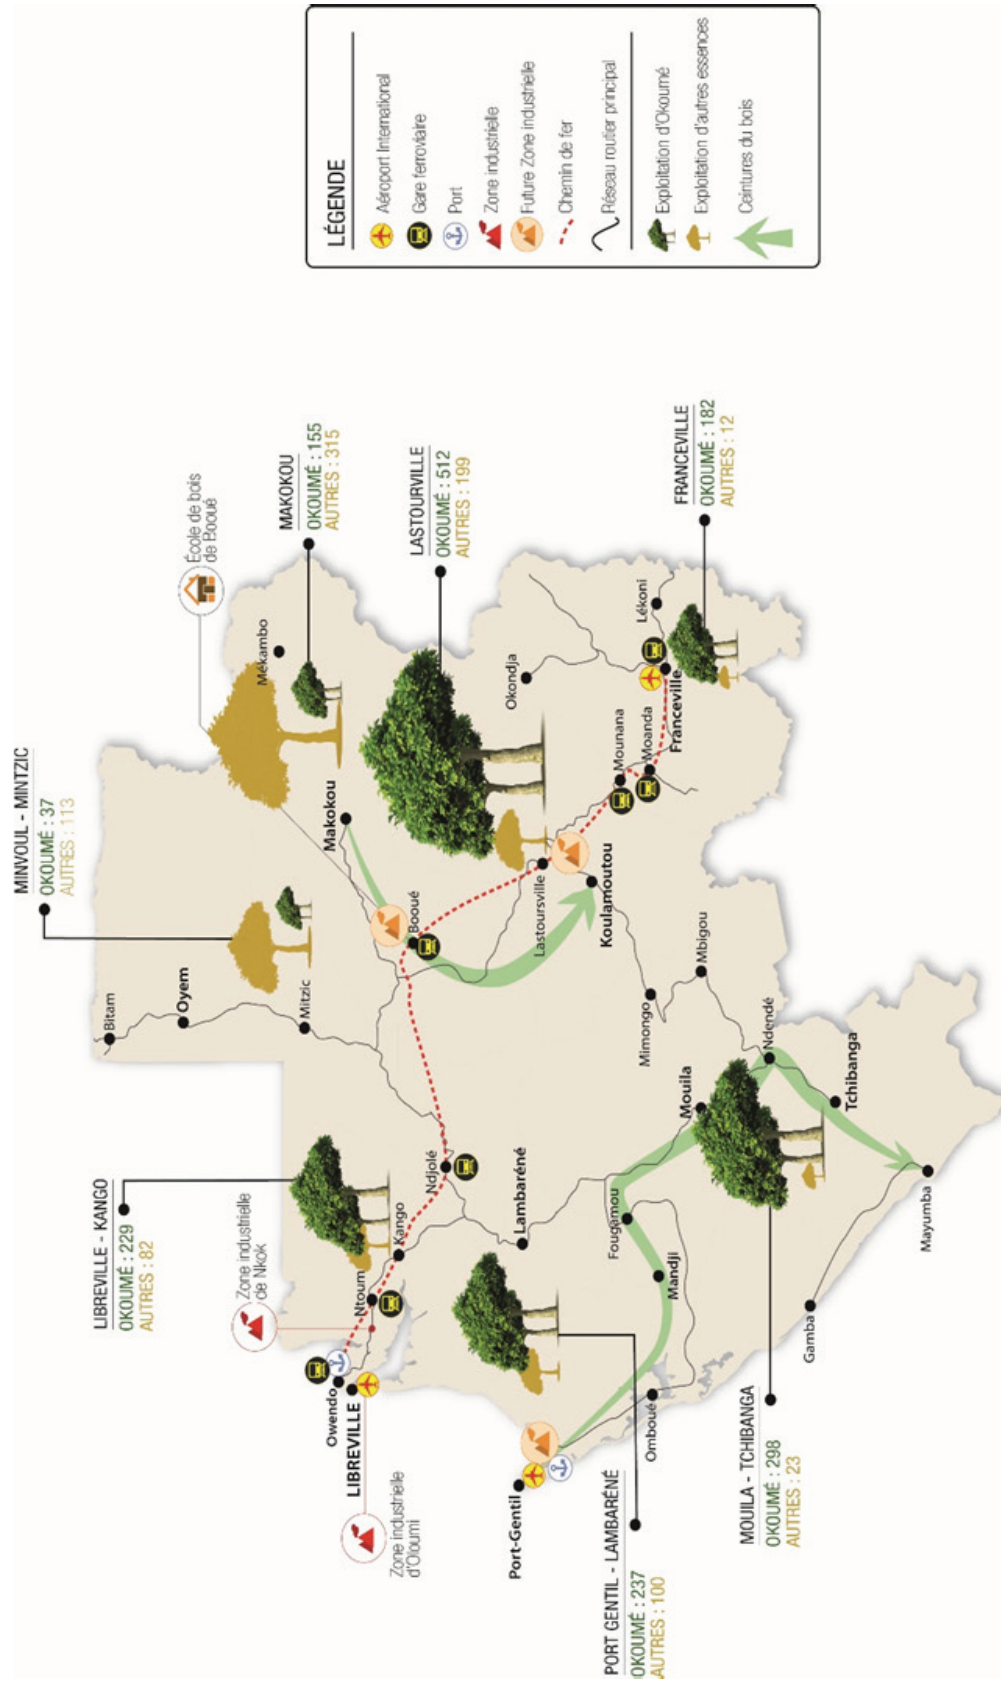 LÉGENDE
Aéroport International
Gare ferroviaire
Port
Zone industrielle
Future Zone industrielle
Chemin de fer
Réseau routier principal
Exploitation d'Okoumé
Exploitation d'autres essences
Ceintures du bois
MINVOUL - MINTZIC
OKOUMÉ : 37
AUTRES : 113
École de bois
de Booué
MAKOKOU
OKOUMÉ : 155
AUTRES : 315
LASTOURVILLE
OKOUMÉ : 512
AUTRES : 199
FRANCEVILLE
OKOUMÉ : 182
AUTRES : 12
LIBREVILLE - KANGO
OKOUMÉ : 229
AUTRES : 82
Zone industrielle
de Nkok
Zone industrielle
d'Oloumi
PORT GENTIL - LAMBARÉNÉ
OKOUMÉ : 237
AUTRES : 100
MOUILA - TCHIBANGA
OKOUMÉ : 298
AUTRES : 23
Bitam
Oyem
Mitzic
Mékambo
Makokou
Booué
Ndjolé
Kango
Ntoum
Owendo
LIBREVILLE
Lastoursville
Koulamoutou
Okondja
Mounana
Moanda
Franceville
Lékoni
Lambaréné
Port-Gentil
Omboué
Mandji
Fougamou
Mimongo
Mbigou
Mouila
Ndendé
Tchibanga
Gamba
Mayumba